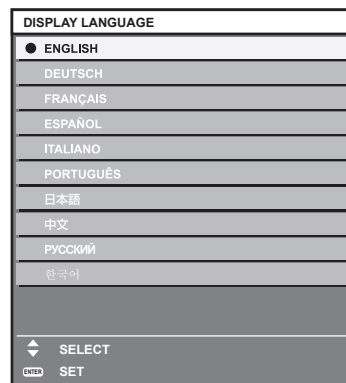 DISPLAY LANGUAGE
ENGLISH
DEUTSCH
FRANÇAIS
ESPAÑOL
ITALIANO
PORTUGUÊS
日本語
中文
РУССКИЙ
한국어
SELECT
ENTER SET